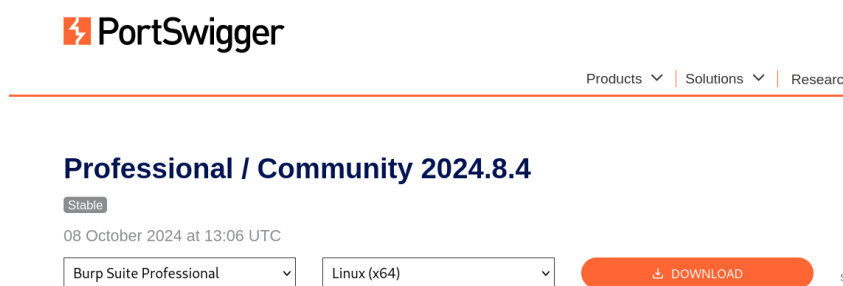 PortSwigger
Products Solutions
Professional / Community 2024.8.4
Stable
08 October 2024 at 13:06 UTC
Burp Suite Professional Linux (x64) DOWNLOAD